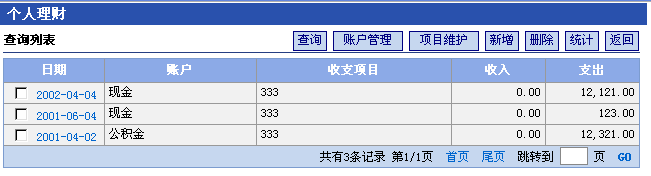 个人理财
查询列表 查询 账户管理 项目维护 新增 删除 统计 返回
日期 账户 收支项目 收入 支出
2002-04-04 现金 333 0.00 12,121.00
2001-06-04 现金 333 0.00 123.00
2001-04-02 公积金 333 0.00 12,321.00
共有3条记录 第1/1页 首页 尾页 跳转到 页 GO